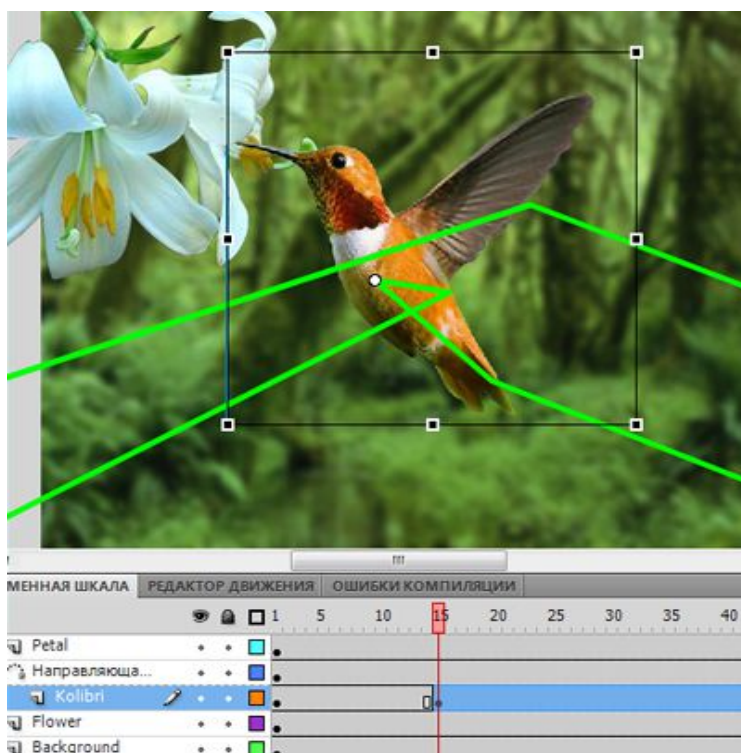 МЕННАЯ ШКАЛА РЕДАКТОР ДВИЖЕНИЯ ОШИБКИ КОМПИЛЯЦИИ
1 5 10 15 20 25 30 35 40
Petal
Направляюща...
Kolibri
Flower
Background